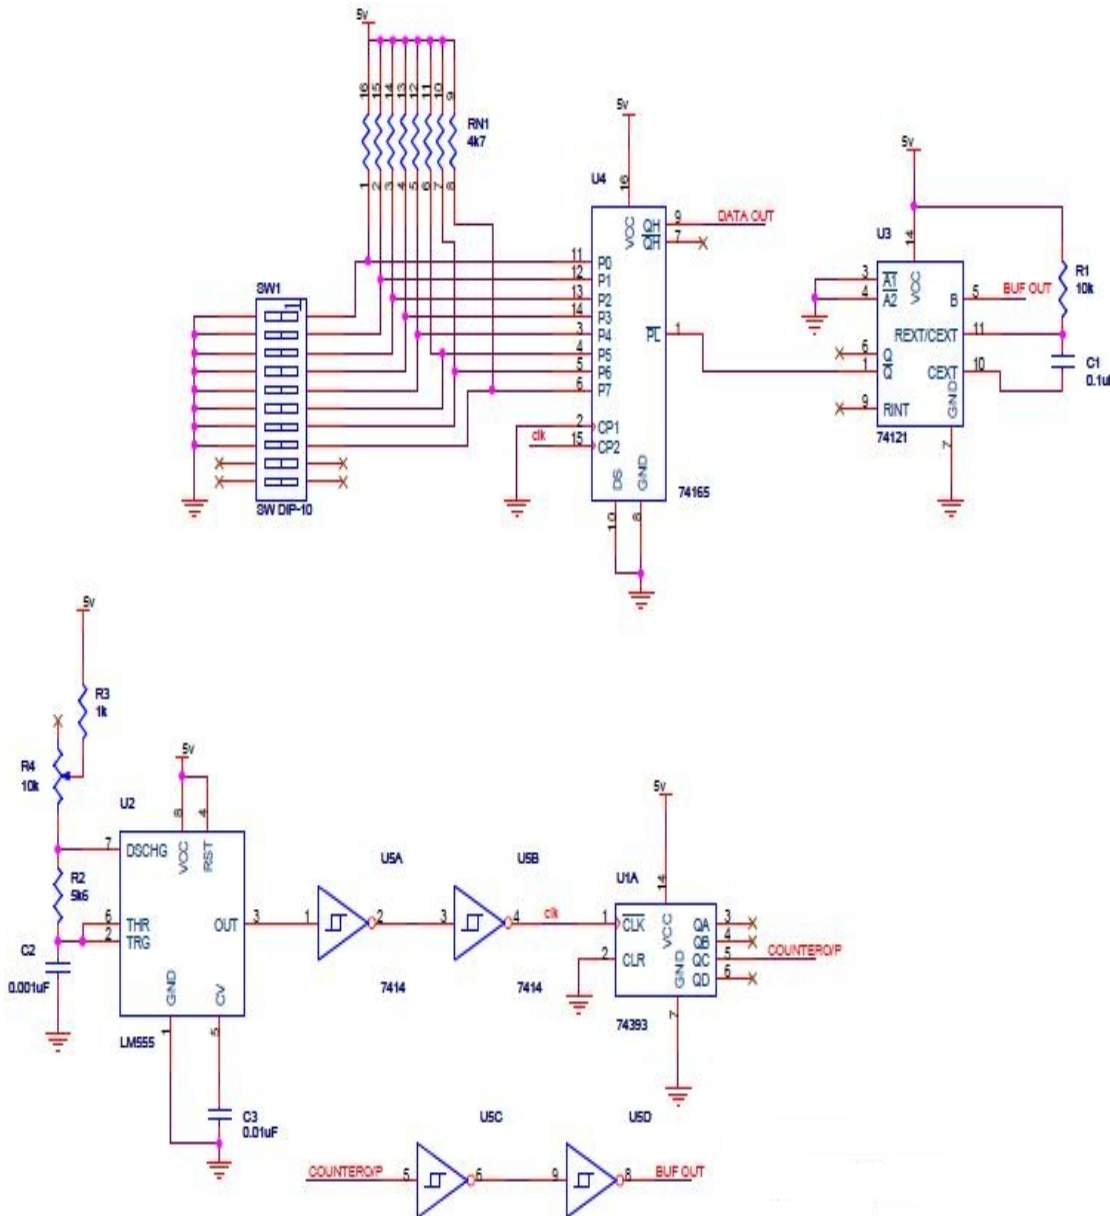 5v
16 15 14 13 12 11 10 9
RN1
4k7
1 2 3 4 5 6 7 8
5v
U4
16
VCC
QH 9 DATA OUT
QH 7
11 P0
12 P1
13 P2
14 P3
3 P4
4 P5
5 P6
6 P7
PL 1
2 CP1
clk 15 CP2
DS
GND
10 8
74165
SW1
SW DIP-10
5v
U3
14
VCC
3 A1
4 A2
B 5 BUF OUT
R1
10k
REXT/CEXT 11
6 Q
1 Q
CEXT 10
C1
0.1uf
9 RINT
GND
74121
7
5v
R3
1k
R4
10k
5v
U2
8 4
VCC
RST
7 DSCHG
R2
5k6
6 THR
2 TRG
OUT 3
C2
0.001uF
GND
CV
1 5
LM555
C3
0.01uF
U5A
1 2
7414
U5B
3 4
7414
clk
5v
U1A
14
1 CLK
VCC
2 CLR
GND
QA 3
QB 4
QC 5 COUNTERO/P
QD 6
74393
7
U5C
COUNTERO/P 5 6
U5D
9 8 BUF OUT